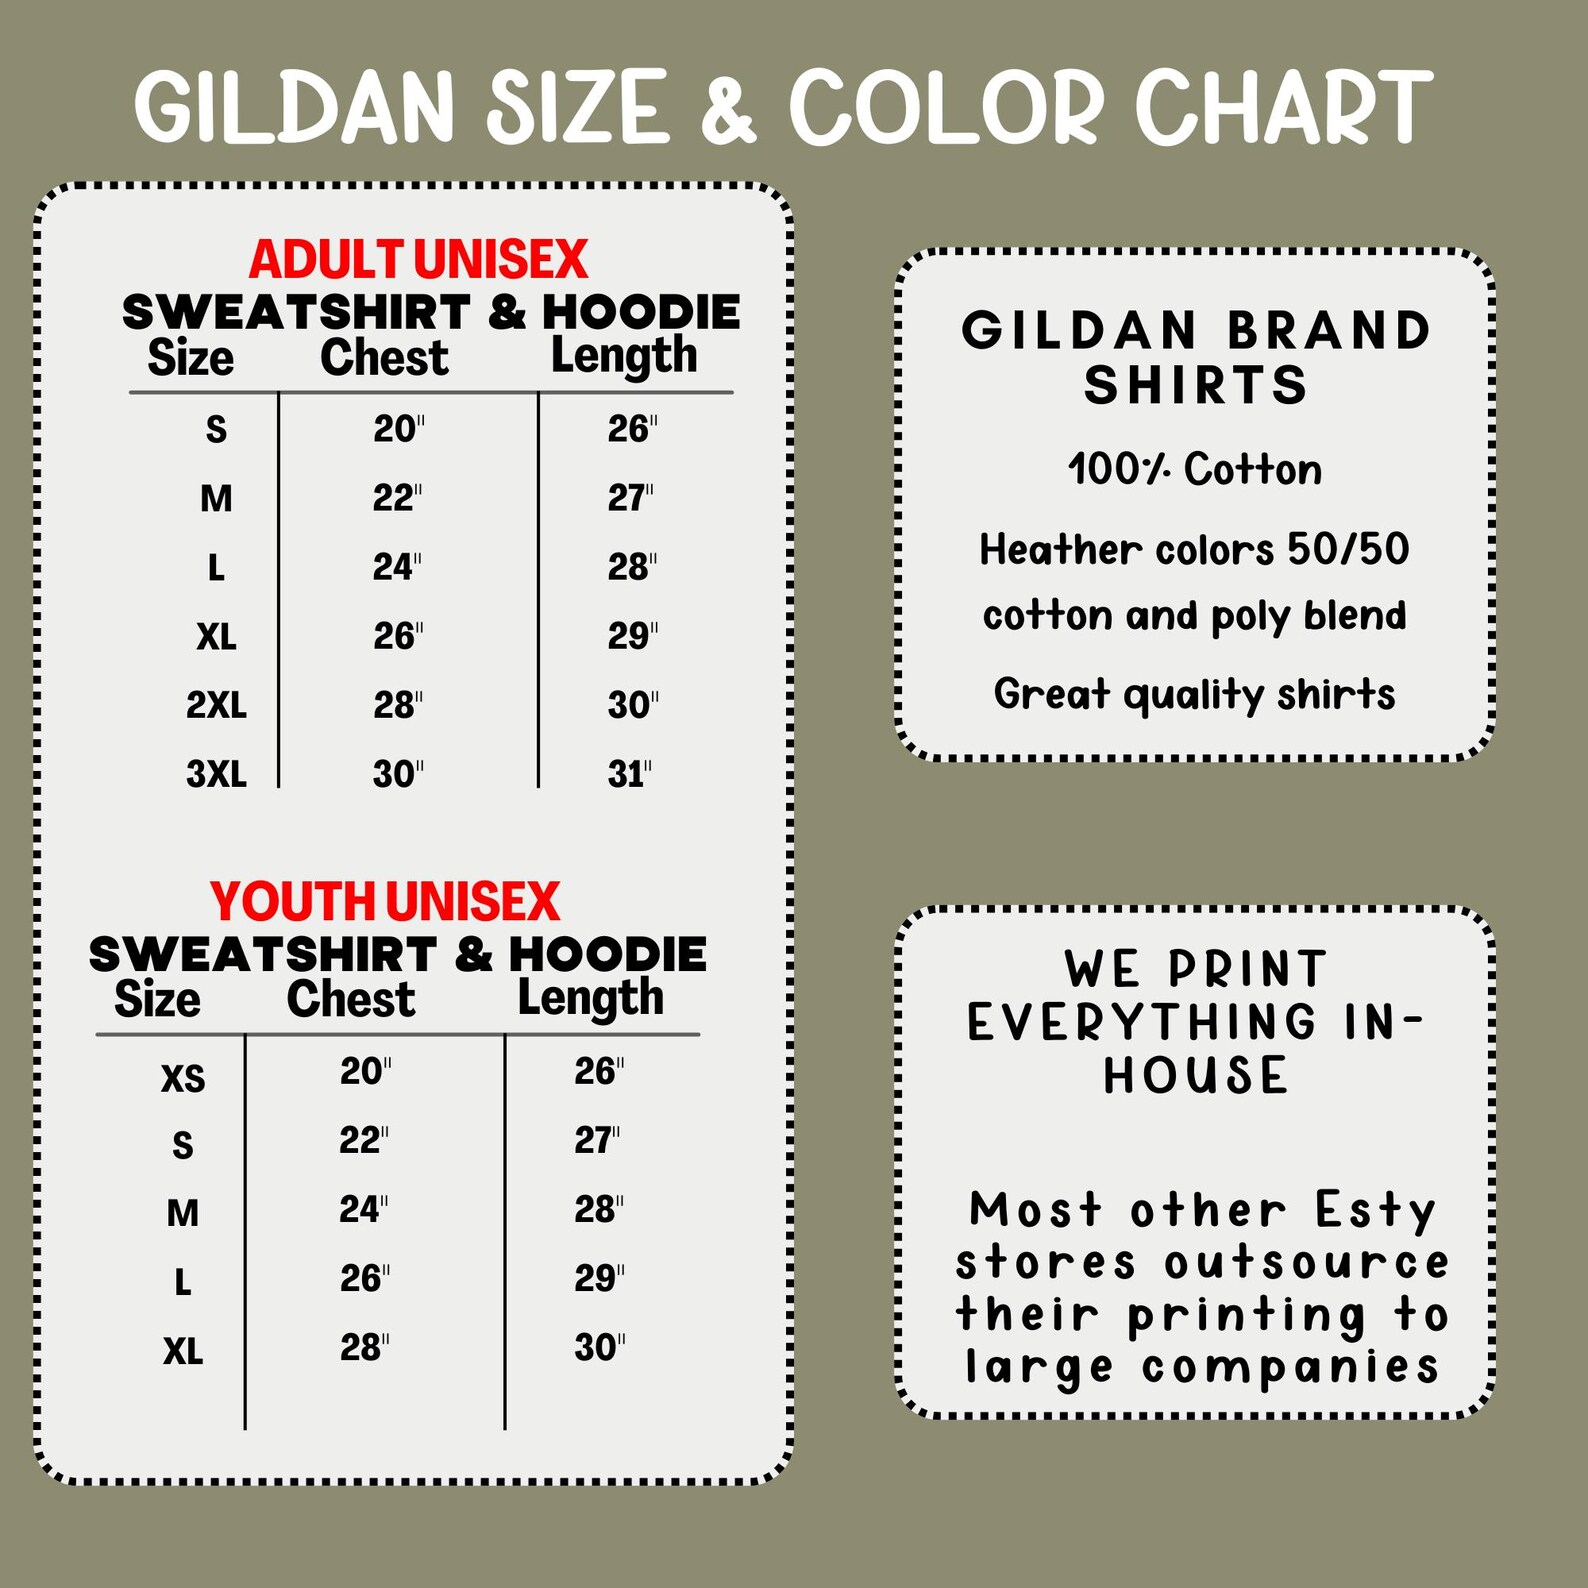 GILDAN SIZE & COLOR CHART
ADULT UNISEX
SWEATSHIRT & HOODIE
Size Chest Length
S 20" 26"
M 22" 27"
L 24" 28"
XL 26" 29"
2XL 28" 30"
3XL 30" 31"
YOUTH UNISEX
SWEATSHIRT & HOODIE
Size Chest Length
XS 20" 26"
S 22" 27"
M 24" 28"
L 26" 29"
XL 28" 30"
GILDAN BRAND
SHIRTS
100% Cotton
Heather colors 50/50
cotton and poly blend
Great quality shirts
WE PRINT
EVERYTHING IN-
HOUSE
Most other Esty
stores outsource
their printing to
large companies